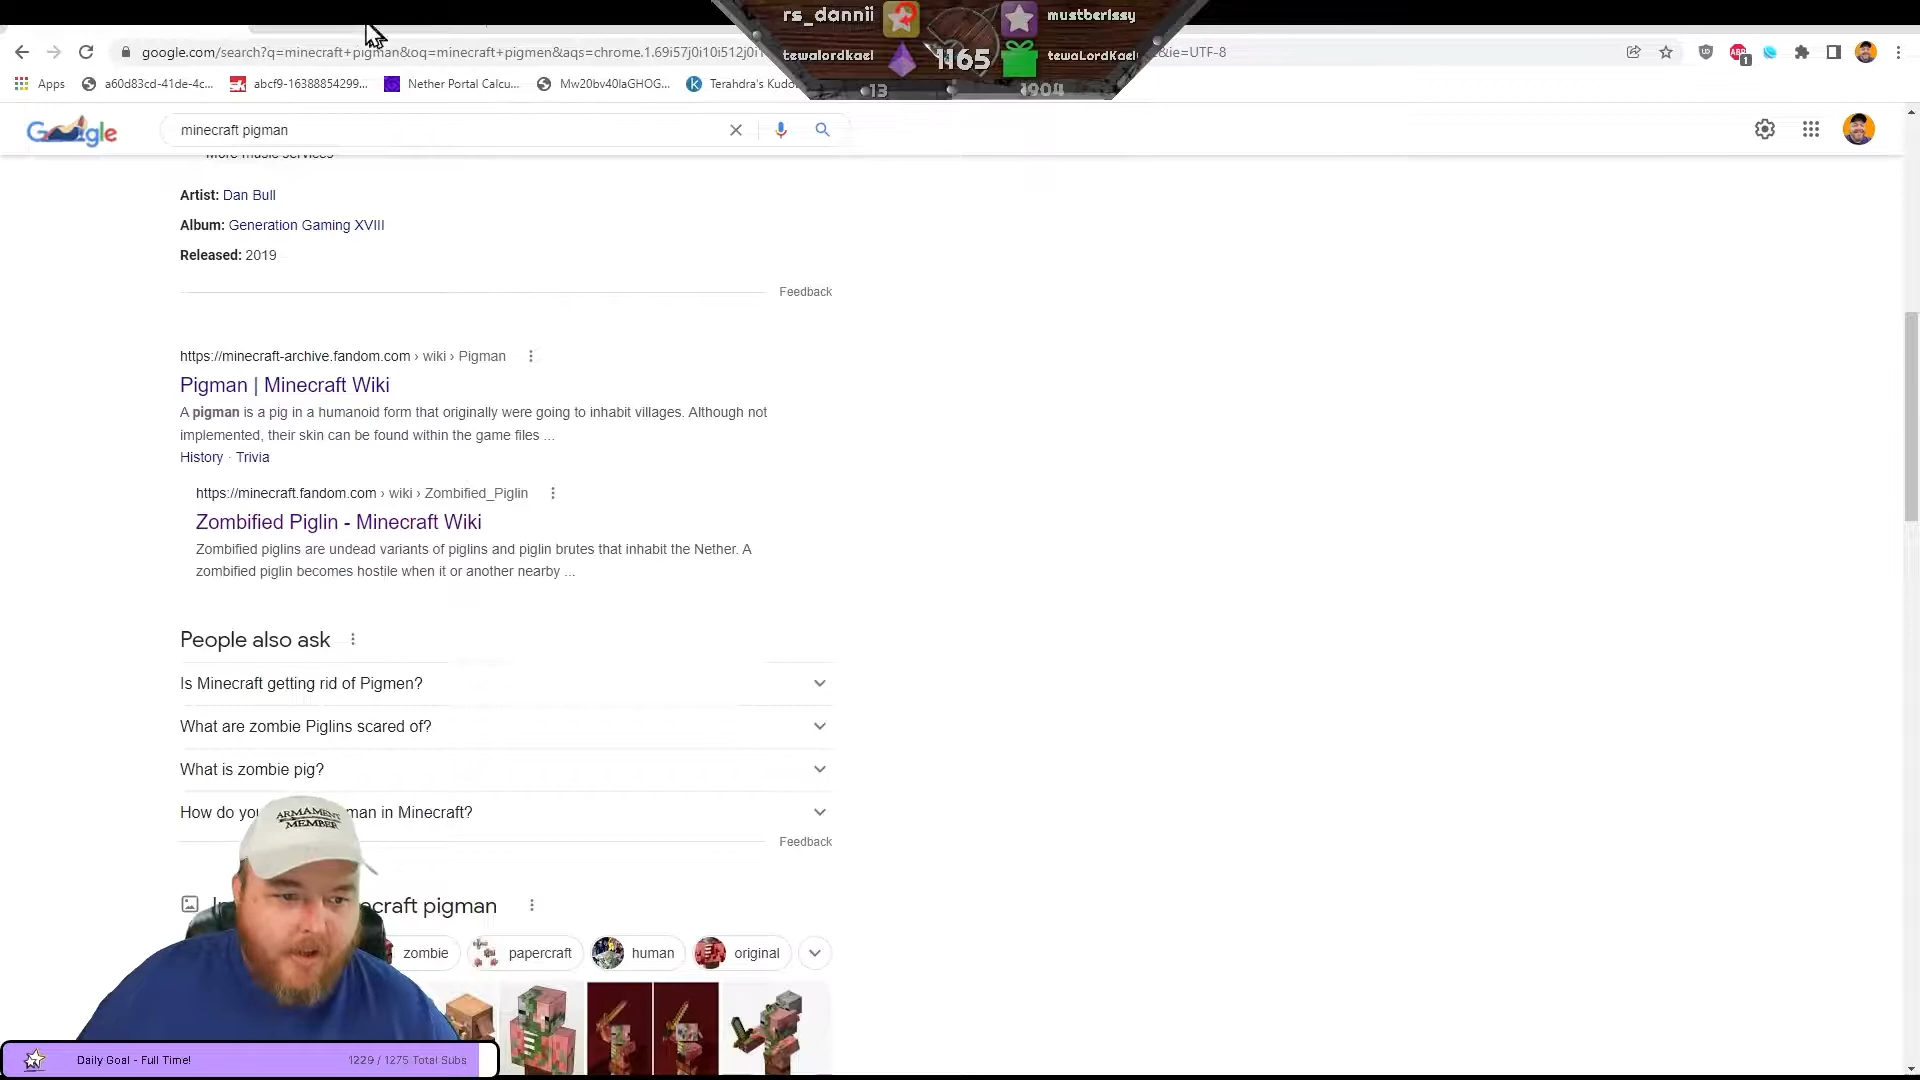 rs_dannii
mustberissy
google.com/search?q=minecraft+pigman&oq=minecraft+pigmen&aqs=chrome.1.69i57j0i10i512j0i1
&ie=UTF-8
tewalordkael
1165
tewaLordKael
13
1904
Apps
a60d83cd-41de-4c...
abcf9-16388854299...
Nether Portal Calcu...
Mw20bv40laGHOG...
Terahdra's Kudo
Google
minecraft pigman
More music services
Artist: Dan Bull
Album: Generation Gaming XVIII
Released: 2019
Feedback
https://minecraft-archive.fandom.com › wiki › Pigman
Pigman | Minecraft Wiki
A pigman is a pig in a humanoid form that originally were going to inhabit villages. Although not
implemented, their skin can be found within the game files ...
History · Trivia
https://minecraft.fandom.com › wiki › Zombified_Piglin
Zombified Piglin - Minecraft Wiki
Zombified piglins are undead variants of piglins and piglin brutes that inhabit the Nether. A
zombified piglin becomes hostile when it or another nearby ...
People also ask
Is Minecraft getting rid of Pigmen?
What are zombie Piglins scared of?
What is zombie pig?
How do you man in Minecraft?
ARMAMENT
MEMBER
Feedback
ecraft pigman
zombie
papercraft
human
original
Daily Goal - Full Time!
1229 / 1275 Total Subs